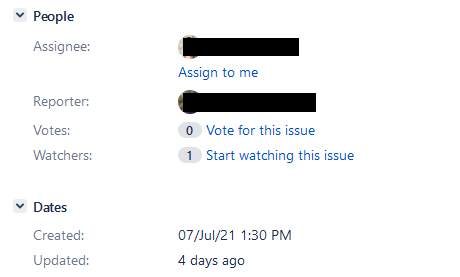 People
Assignee:
Assign to me
Reporter:
Votes: 0 Vote for this issue
Watchers: 1 Start watching this issue
Dates
Created: 07/Jul/21 1:30 PM
Updated: 4 days ago